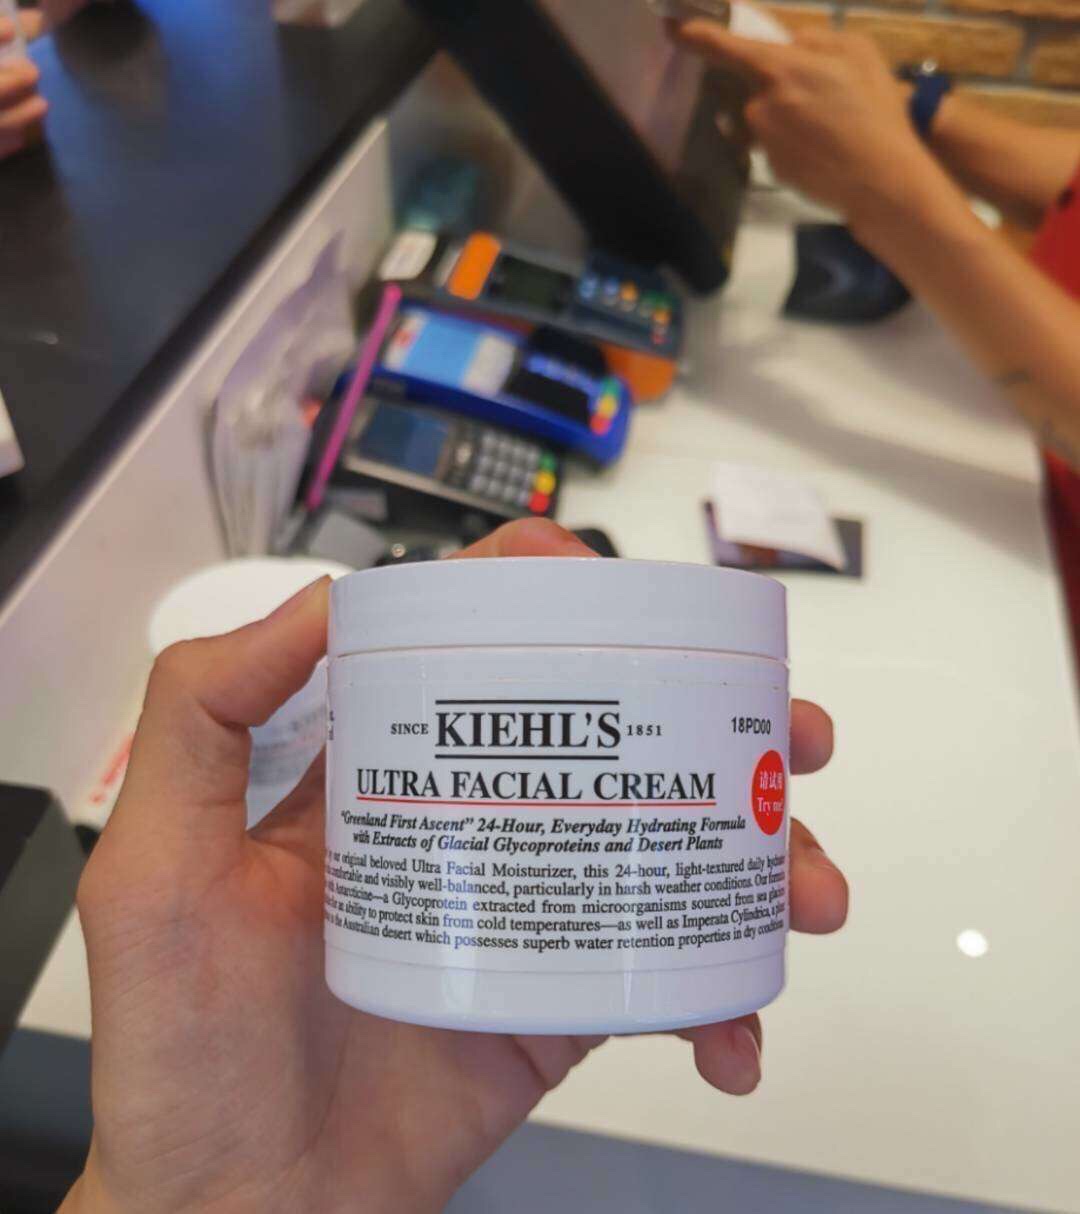 SINCE KIEHL'S 1851
18PD00
ULTRA FACIAL CREAM
请试用
Try me!
"Greenland First Ascent" 24-Hour, Everyday Hydrating Formula
with Extracts of Glacial Glycoproteins and Desert Plants
our original beloved Ultra Facial Moisturizer, this 24-hour, light-textured daily
comfortable and visibly well-balanced, particularly in harsh weather conditions. Our
Antarcticine—a Glycoprotein extracted from microorganisms sourced from sea
ability to protect skin from cold temperatures—as well as Imperata Cylindrica, a
Australian desert which possesses superb water retention properties in dry